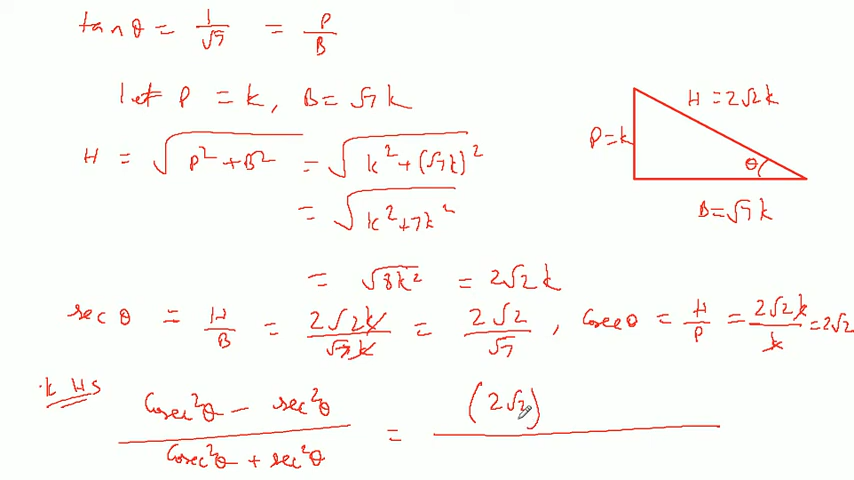 tan θ = 1/√7 = P/B
let P = k, B = √7 k
H = √(P² + B²) = √(k² + (√7k)²)
= √(k² + 7k²)
= √8k² = 2√2 k
H = 2√2 k
P = k
θ
B = √7 k
sec θ = H/B = 2√2k/√7k = 2√2/√7 , Cosec θ = H/P = 2√2k/k = 2√2
HS
(Cosec²θ - sec²θ)/(Cosec²θ + sec²θ) = (2√2)